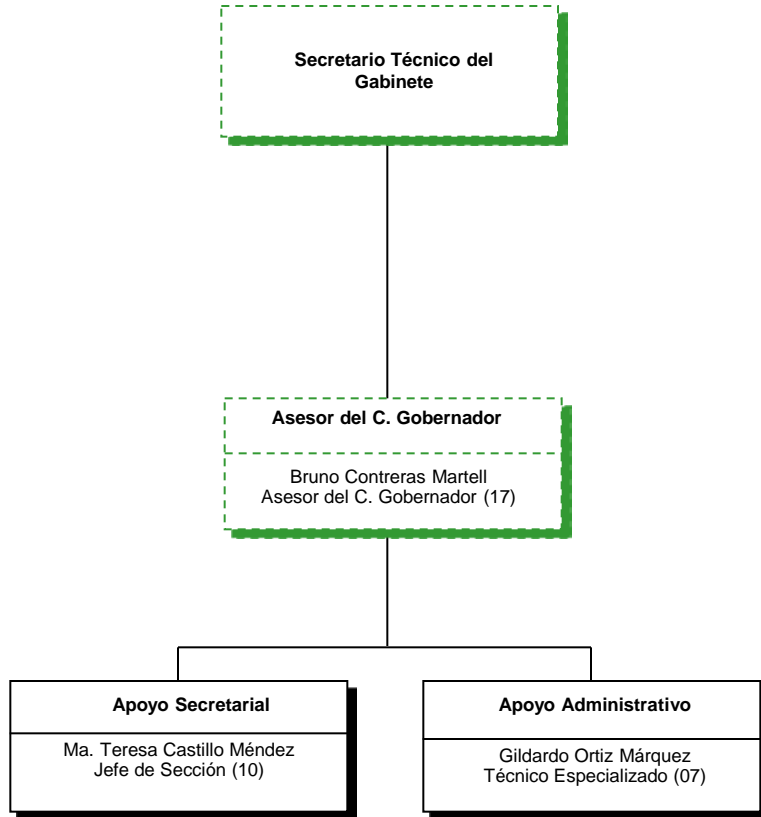 Secretario Técnico del
Gabinete
Asesor del C. Gobernador
Bruno Contreras Martell
Asesor del C. Gobernador (17)
Apoyo Secretarial
Ma. Teresa Castillo Méndez
Jefe de Sección (10)
Apoyo Administrativo
Gildardo Ortiz Márquez
Técnico Especializado (07)